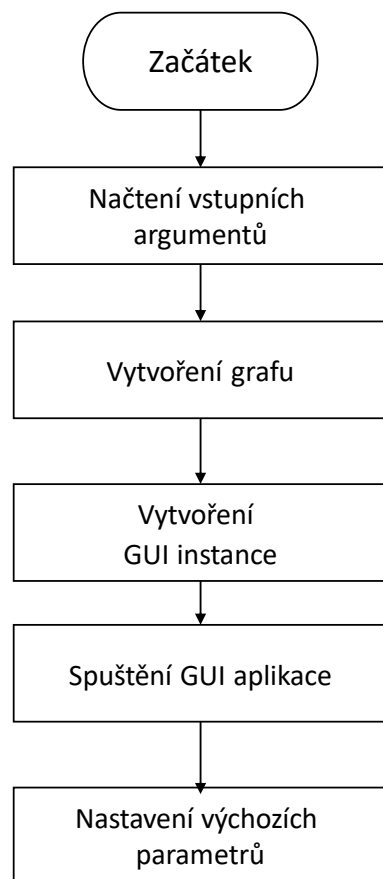 Začátek
Načtení vstupních
argumentů
Vytvoření grafu
Vytvoření
GUI instance
Spuštění GUI aplikace
Nastavení výchozích
parametrů